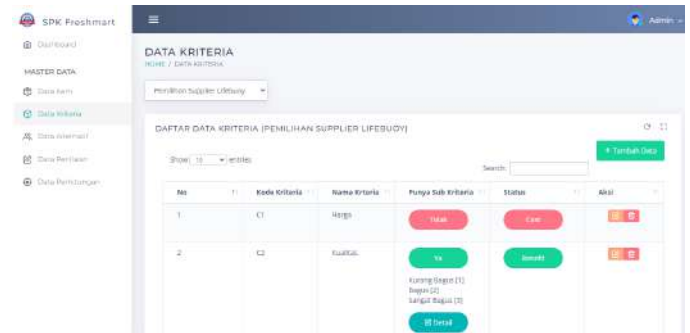 SPK Freshmart
Admin
Dashboard
MASTER DATA
Data Item
Data Kriteria
Data Alternatif
Data Penilaian
Data Perhitungan
DATA KRITERIA
HOME / DATA KRITERIA
Pemilihan Supplier Lifebuoy
DAFTAR DATA KRITERIA (PEMILIHAN SUPPLIER LIFEBUOY)
+ Tambah Data
Show 10 entries
Search:
No Kode Kriteria Nama Kriteria Punya Sub Kriteria Status Aksi
1 C1 Harga Tidak Cost
2 C2 Kualitas Ya Benefit
Kurang Bagus [1]
Bagus [2]
Sangat Bagus [3]
Detail